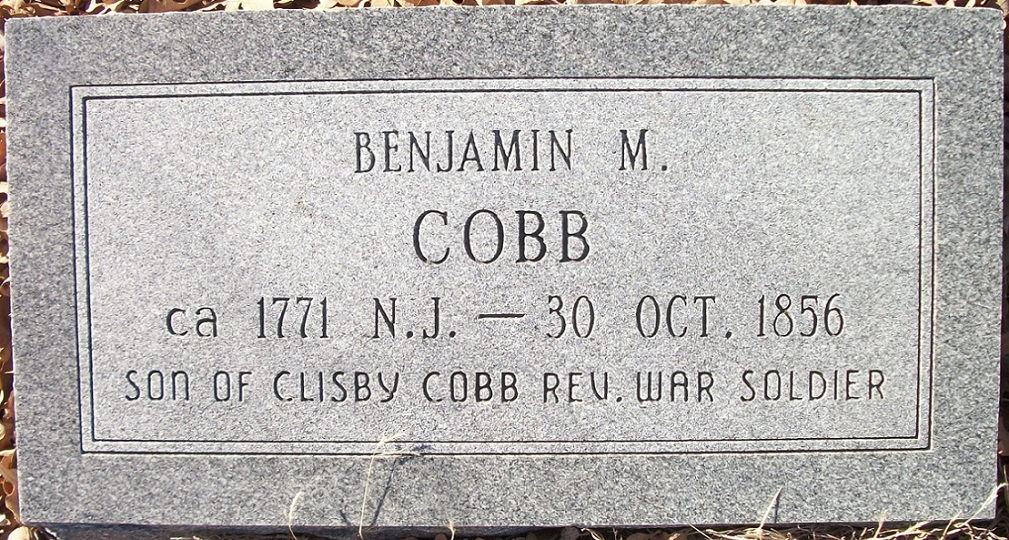 BENJAMIN M.
COBB
ca 1771 N.J. — 30 OCT. 1856
SON OF CLISBY COBB REV. WAR SOLDIER